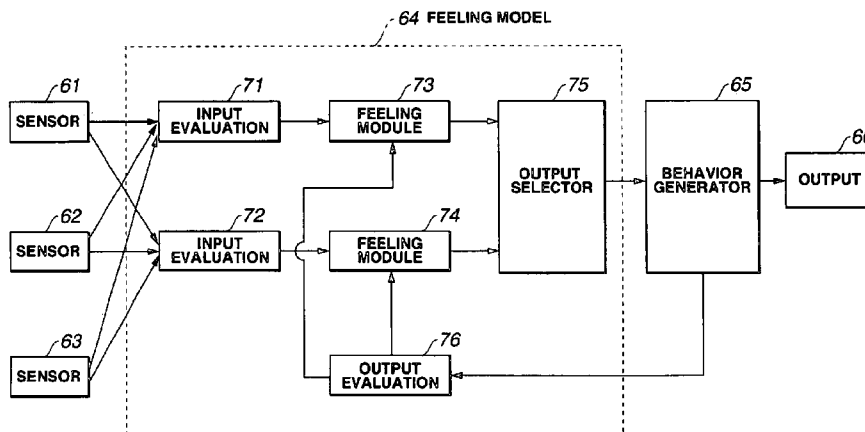 64 FEELING MODEL
61
SENSOR
71
INPUT
EVALUATION
73
FEELING
MODULE
75
OUTPUT
SELECTOR
65
BEHAVIOR
GENERATOR
OUTPUT
62
SENSOR
72
INPUT
EVALUATION
74
FEELING
MODULE
63
SENSOR
76
OUTPUT
EVALUATION